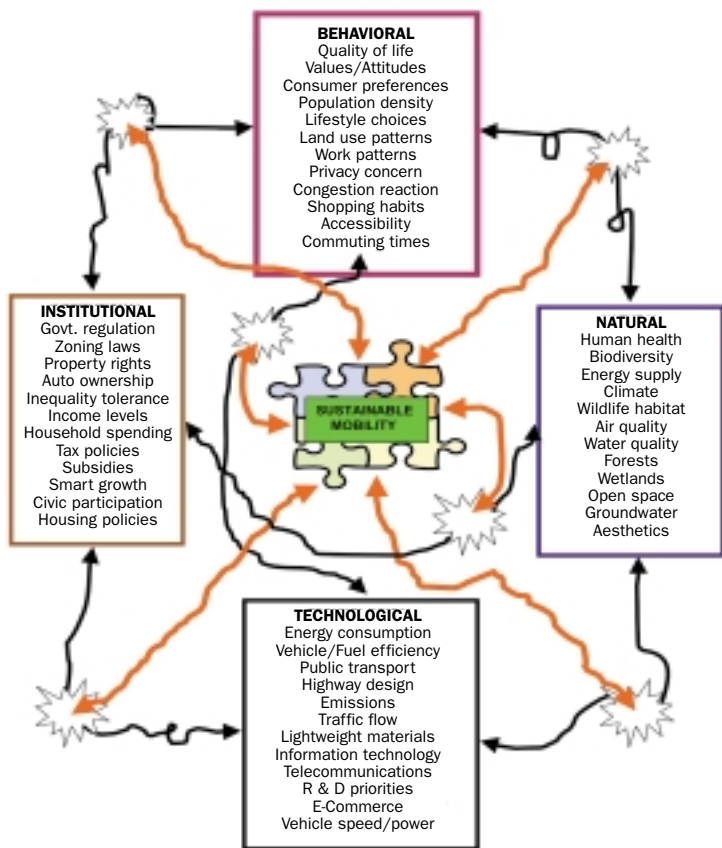 BEHAVIORAL
Quality of life
Values/Attitudes
Consumer preferences
Population density
Lifestyle choices
Land use patterns
Work patterns
Privacy concern
Congestion reaction
Shopping habits
Accessibility
Commuting times
INSTITUTIONAL
Govt. regulation
Zoning laws
Property rights
Auto ownership
Inequality tolerance
Income levels
Household spending
Tax policies
Subsidies
Smart growth
Civic participation
Housing policies
SUSTAINABLE
MOBILITY
NATURAL
Human health
Biodiversity
Energy supply
Climate
Wildlife habitat
Air quality
Water quality
Forests
Wetlands
Open space
Groundwater
Aesthetics
TECHNOLOGICAL
Energy consumption
Vehicle/Fuel efficiency
Public transport
Highway design
Emissions
Traffic flow
Lightweight materials
Information technology
Telecommunications
R & D priorities
E-Commerce
Vehicle speed/power